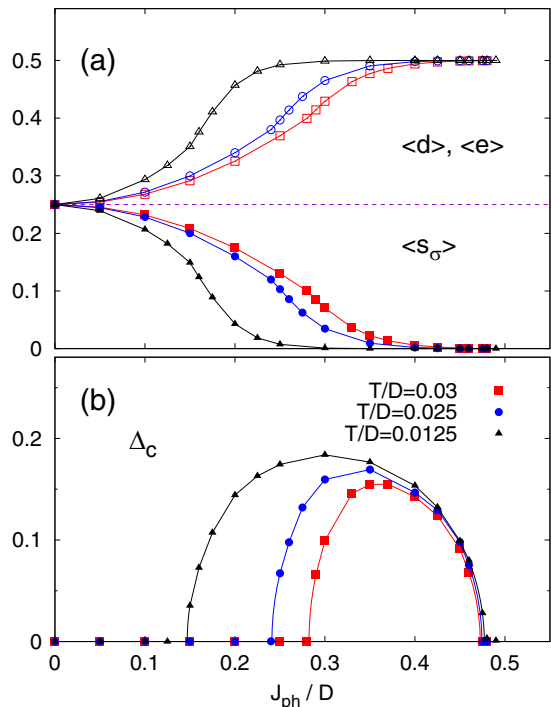 (a)
0.5
0.4
<d>, <e>
0.3
0.2
<sσ>
0.1
0
(b)
T/D=0.03
T/D=0.025
Δc
T/D=0.0125
0.2
0.1
0
0 0.1 0.2 0.3 0.4 0.5
Jph / D